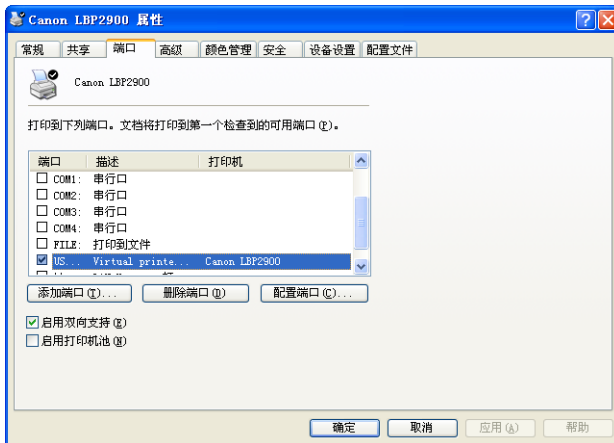 Canon LBP2900 属性
常规 共享 端口 高级 颜色管理 安全 设备设置 配置文件
Canon LBP2900
打印到下列端口。文档将打印到第一个检查到的可用端口(P)。
端口 描述 打印机
COM1: 串行口
COM2: 串行口
COM3: 串行口
COM4: 串行口
FILE: 打印到文件
US... Virtual printe... Canon LBP2900
添加端口(T)... 删除端口(D) 配置端口(C)...
启用双向支持(E)
启用打印机池(N)
确定 取消 应用(A) 帮助